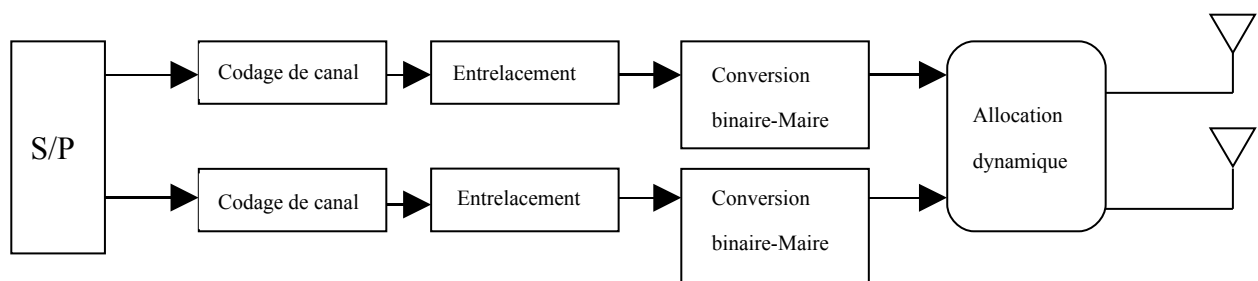 S/P
Codage de canal
Entrelacement
Conversion
binaire-Maire
Codage de canal
Entrelacement
Conversion
binaire-Maire
Allocation
dynamique